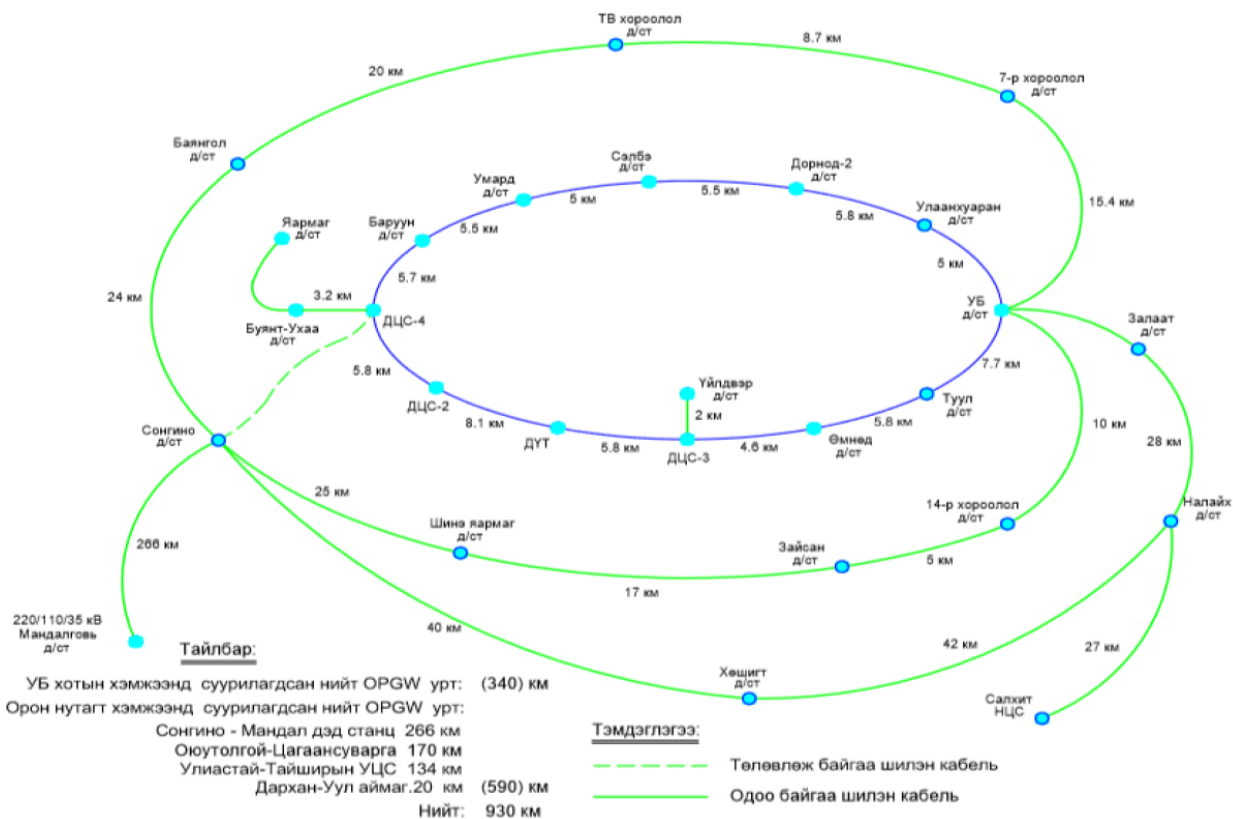 ТВ хороолол
д/ст
8.7 км
20 км
7-р хороолол
д/ст
Баянгол
д/ст
Сэлбэ
д/ст
Дорнод-2
д/ст
Умард
д/ст
5 км
5.5 км
Улаанхуаран
д/ст
5.8 км
15.4 км
Яармаг
д/ст
Баруун
д/ст
5.5 км
5 км
5.7 км
24 км
3.2 км
УБ
д/ст
Залаат
д/ст
Буянт-Ухаа
д/ст
ДЦС-4
5.8 км
7.7 км
Үйлдвэр
д/ст
Туул
д/ст
ДЦС-2
2 км
8.1 км
5.8 км
10 км
Сонгино
д/ст
ДҮТ
5.8 км
ДЦС-3
4.6 км
Өмнөд
д/ст
28 км
25 км
14-р хороолол
д/ст
Налайх
д/ст
Шинэ яармаг
д/ст
266 км
Зайсан
д/ст
5 км
17 км
220/110/35 кВ
Мандалговь
д/ст
40 км
42 км
27 км
Тайлбар:
Хөшигт
д/ст
УБ хотын хэмжээнд суурилагдсан нийт OPGW урт: (340) км
Салхит
НЦС
Орон нутагт хэмжээнд суурилагдсан нийт OPGW урт:
Сонгино - Мандал дэд станц 266 км
Тэмдэглэгээ:
Оюутолгой-Цагаансуварга 170 км
Улиастай-Тайширын УЦС 134 км
Төлөвлөж байгаа шилэн кабель
Дархан-Уул аймаг.20 км (590) км
Одоо байгаа шилэн кабель
Нийт: 930 км